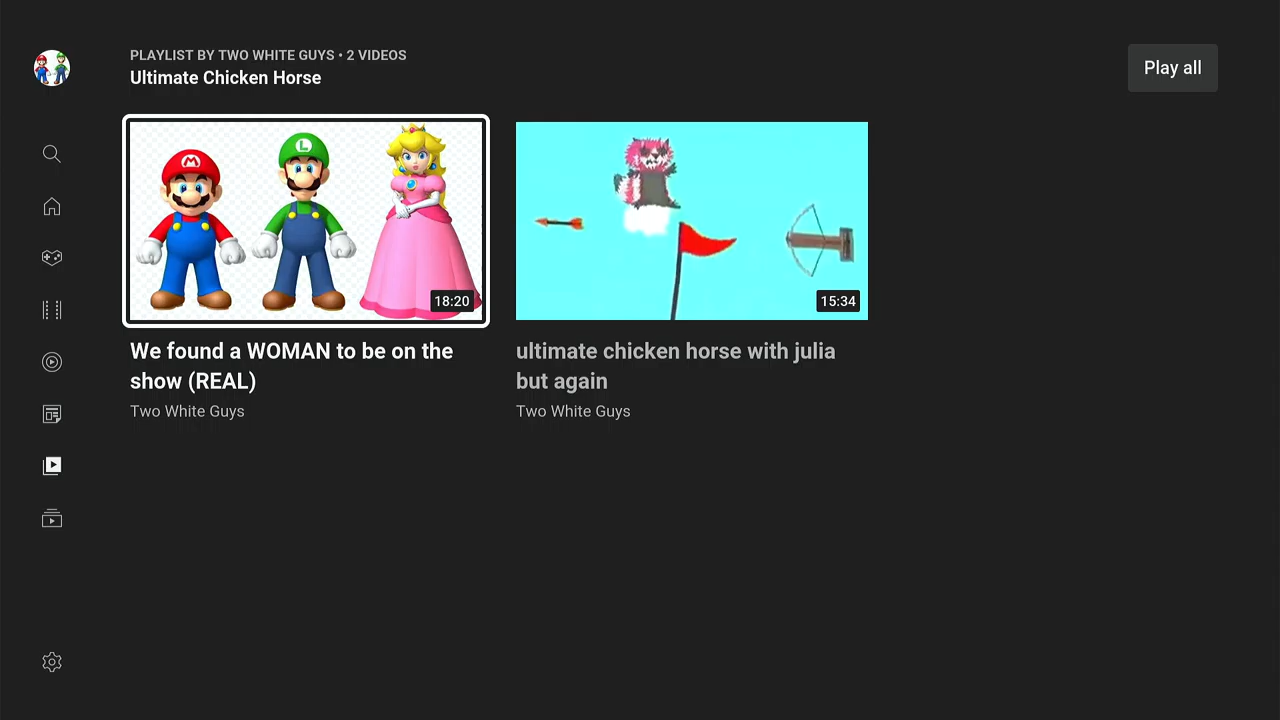 PLAYLIST BY TWO WHITE GUYS • 2 VIDEOS
Ultimate Chicken Horse
Play all
M
L
18:20
15:34
We found a WOMAN to be on the
show (REAL)
Two White Guys
ultimate chicken horse with julia
but again
Two White Guys